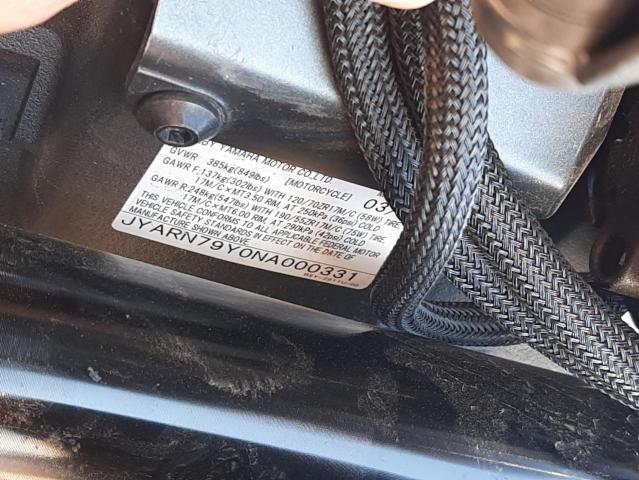 BY YAMAHA MOTOR CO.,LTD. 03
GVWR 385kg(849lbs) [MOTORCYCLE]
GAWR F:137kg(302lbs) WITH 120/70ZR17M/C (58W) TIRE
17M/C×MT3.50 RIM, AT 250kPa (36psi) COLD
GAWR R:248kg(547lbs) WITH 190/55ZR17M/C (75W) TIRE
17M/C×MT6.00 RIM, AT 290kPa (42psi) COLD
THIS VEHICLE CONFORMS TO ALL APPLICABLE FEDERAL MOTOR
VEHICLE SAFETY STANDARDS IN EFFECT ON THE DATE OF
MANUFACTURE SHOWN ABOVE
JYARN79Y0NA000331